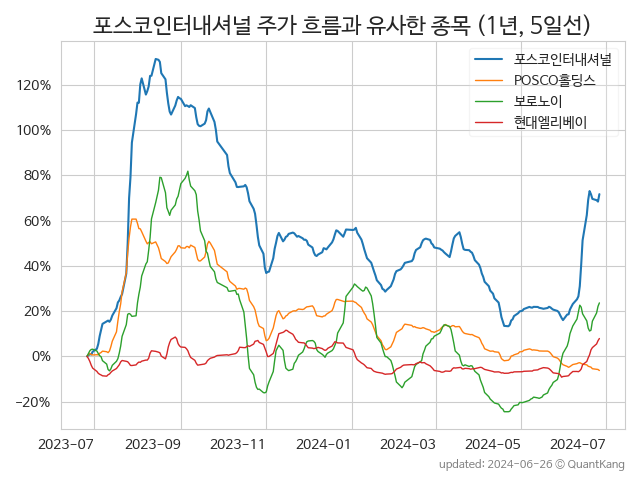 포스코인터내셔널 주가 흐름과 유사한 종목 (1년, 5일선)
포스코인터내셔널
POSCO홀딩스
보로노이
현대엘리베이
120%
100%
80%
60%
40%
20%
0%
−20%
2023-07
2023-09
2023-11
2024-01
2024-03
2024-05
2024-07
updated: 2024-06-26 © QuantKang